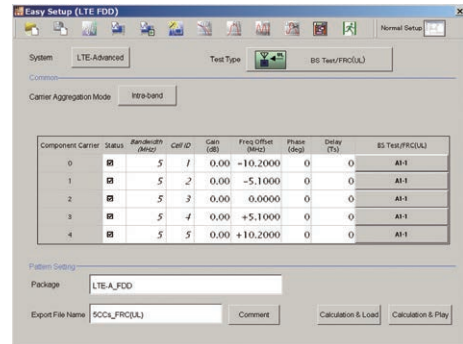 Easy Setup (LTE FDD)
Normal Setup
System LTE-Advanced Test Type BS Test/FRC(UL)
Common
Carrier Aggregation Mode Intra-band
Component Carrier Status Bandwidth (MHz) Cell ID Gain (dB) Freq Offset (MHz) Phase (deg) Delay (Ts) BS Test/FRC(UL)
0 5 1 0.00 -10.2000 0 0 A1-1
1 5 2 0.00 -5.1000 0 0 A1-1
2 5 3 0.00 0.0000 0 0 A1-1
3 5 4 0.00 +5.1000 0 0 A1-1
4 5 5 0.00 +10.2000 0 0 A1-1
Pattern Setting
Package LTE-A_FDD
Export File Name 5CCs_FRC(UL) Comment Calculation & Load Calculation & Play